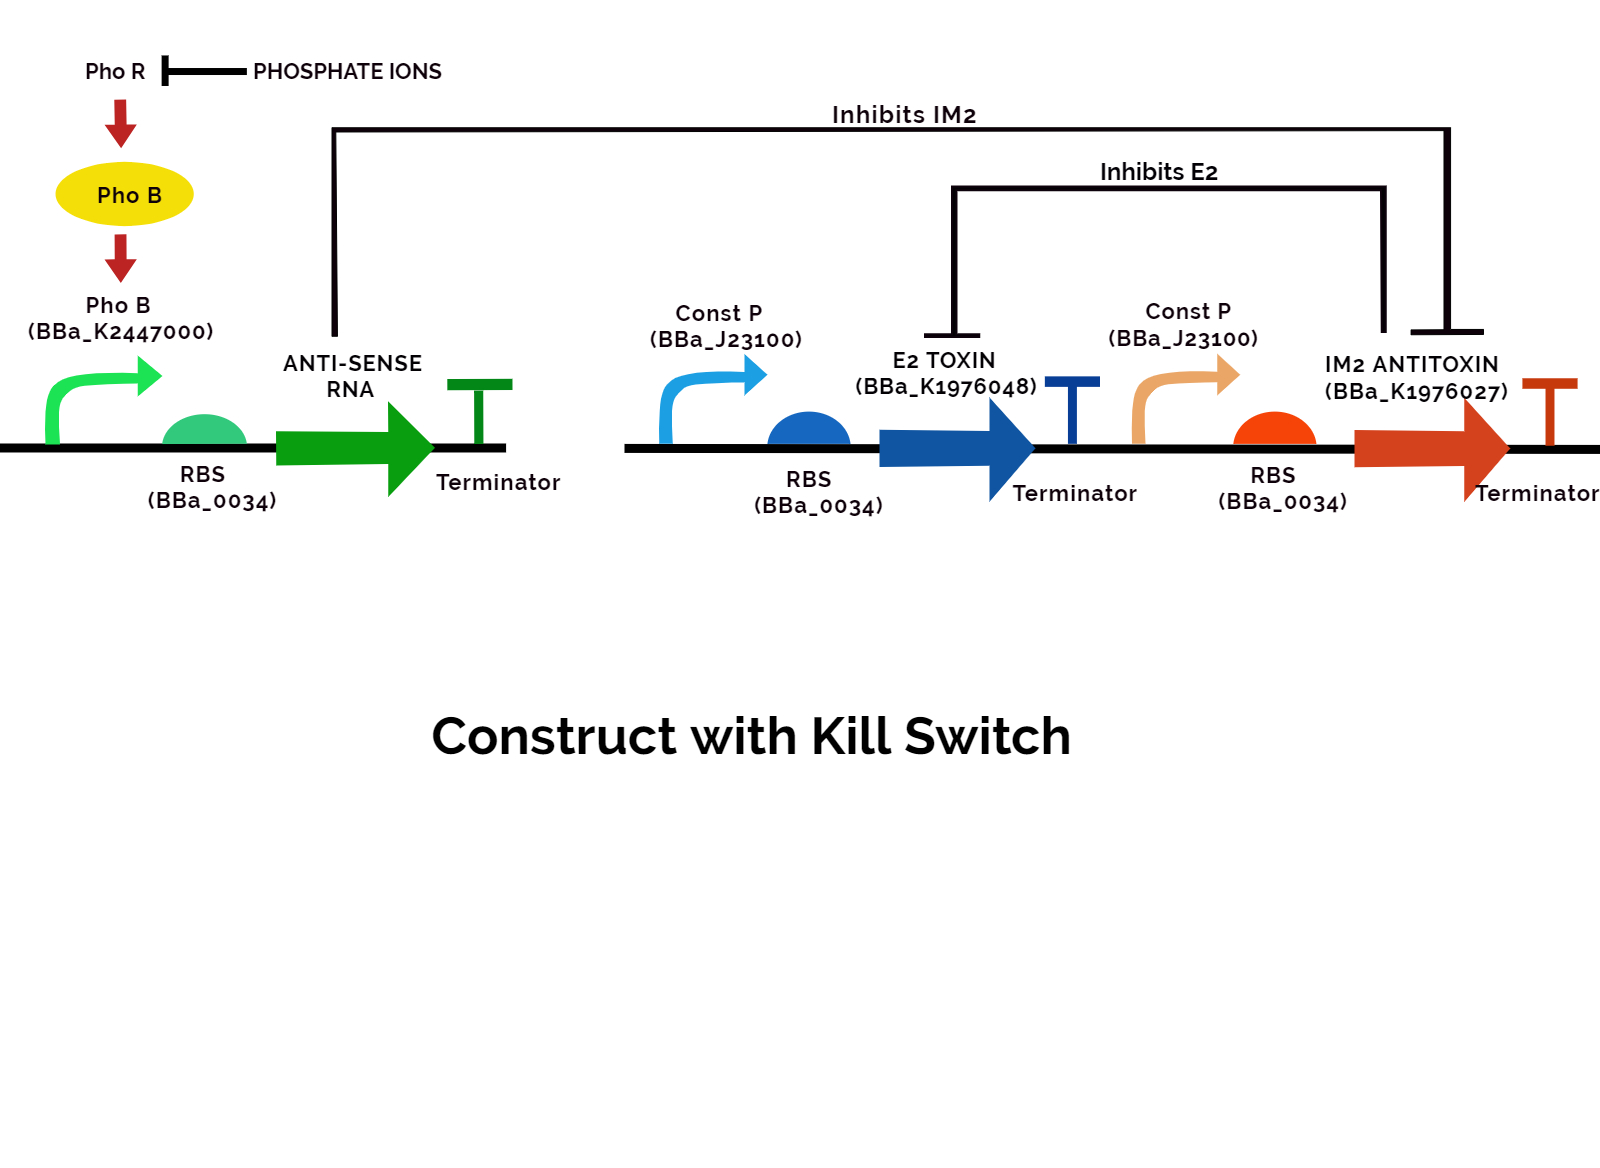 Pho R
PHOSPHATE IONS
Inhibits IM2
Inhibits E2
Pho B
Pho B
(BBa_K2447000)
ANTI-SENSE
RNA
RBS
(BBa_0034)
Terminator
Const P
(BBa_J23100)
E2 TOXIN
(BBa_K1976048)
RBS
(BBa_0034)
Terminator
Const P
(BBa_J23100)
IM2 ANTITOXIN
(BBa_K1976027)
RBS
(BBa_0034)
Terminator
Construct with Kill Switch